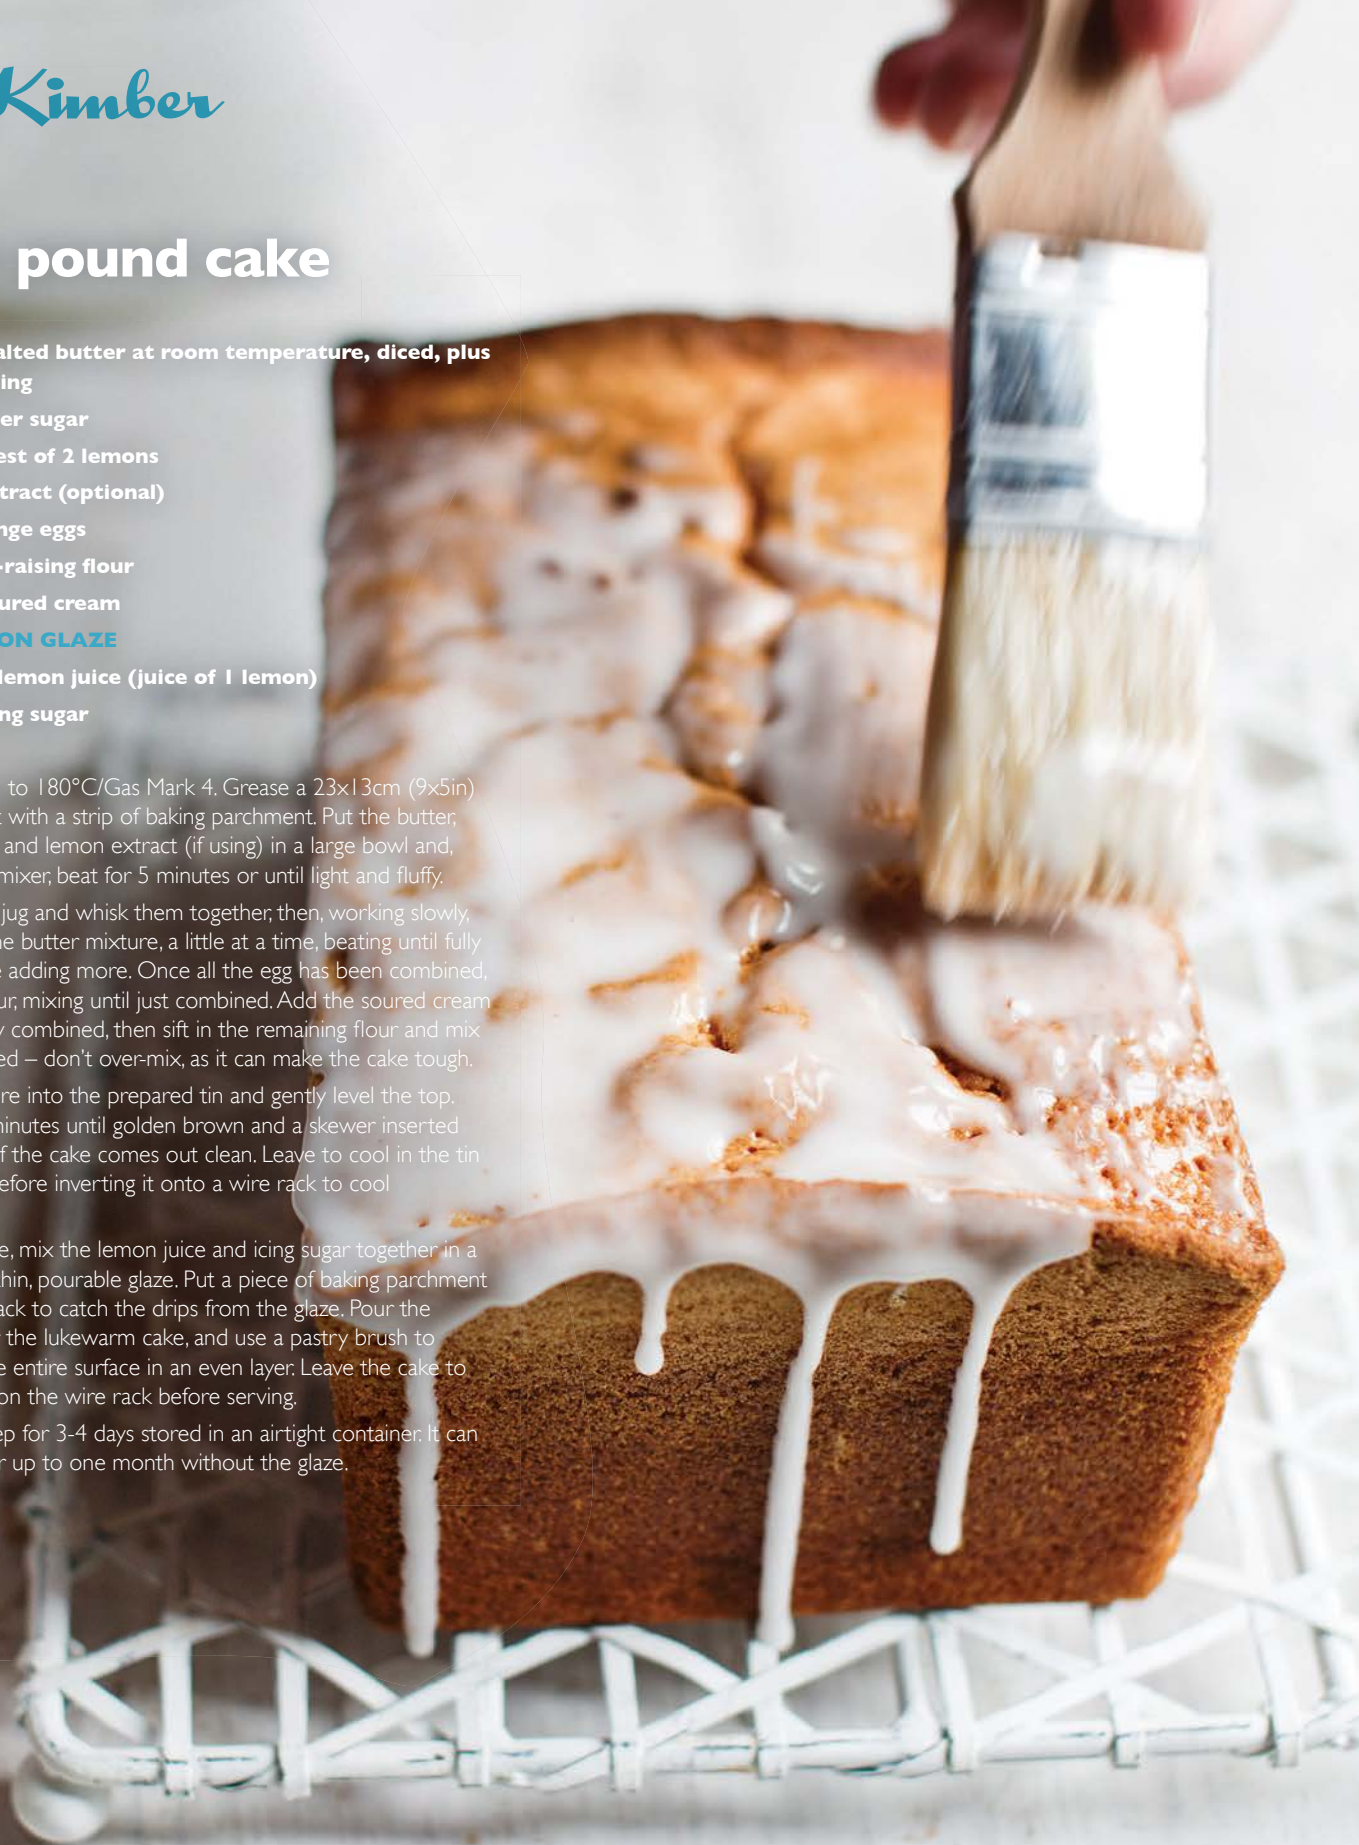 Kimber
pound cake
alted butter at room temperature, diced, plus
ing
er sugar
est of 2 lemons
tract (optional)
nge eggs
-raising flour
ured cream
ON GLAZE
lemon juice (juice of 1 lemon)
ng sugar
to 180°C/Gas Mark 4. Grease a 23x13cm (9x5in)
with a strip of baking parchment. Put the butter,
and lemon extract (if using) in a large bowl and,
mixer, beat for 5 minutes or until light and fluffy.
jug and whisk them together, then, working slowly,
he butter mixture, a little at a time, beating until fully
e adding more. Once all the egg has been combined,
ur, mixing until just combined. Add the soured cream
y combined, then sift in the remaining flour and mix
ed – don't over-mix, as it can make the cake tough.
re into the prepared tin and gently level the top.
minutes until golden brown and a skewer inserted
f the cake comes out clean. Leave to cool in the tin
efore inverting it onto a wire rack to cool
e, mix the lemon juice and icing sugar together in a
thin, pourable glaze. Put a piece of baking parchment
ack to catch the drips from the glaze. Pour the
r the lukewarm cake, and use a pastry brush to
e entire surface in an even layer. Leave the cake to
on the wire rack before serving.
ep for 3-4 days stored in an airtight container. It can
r up to one month without the glaze.